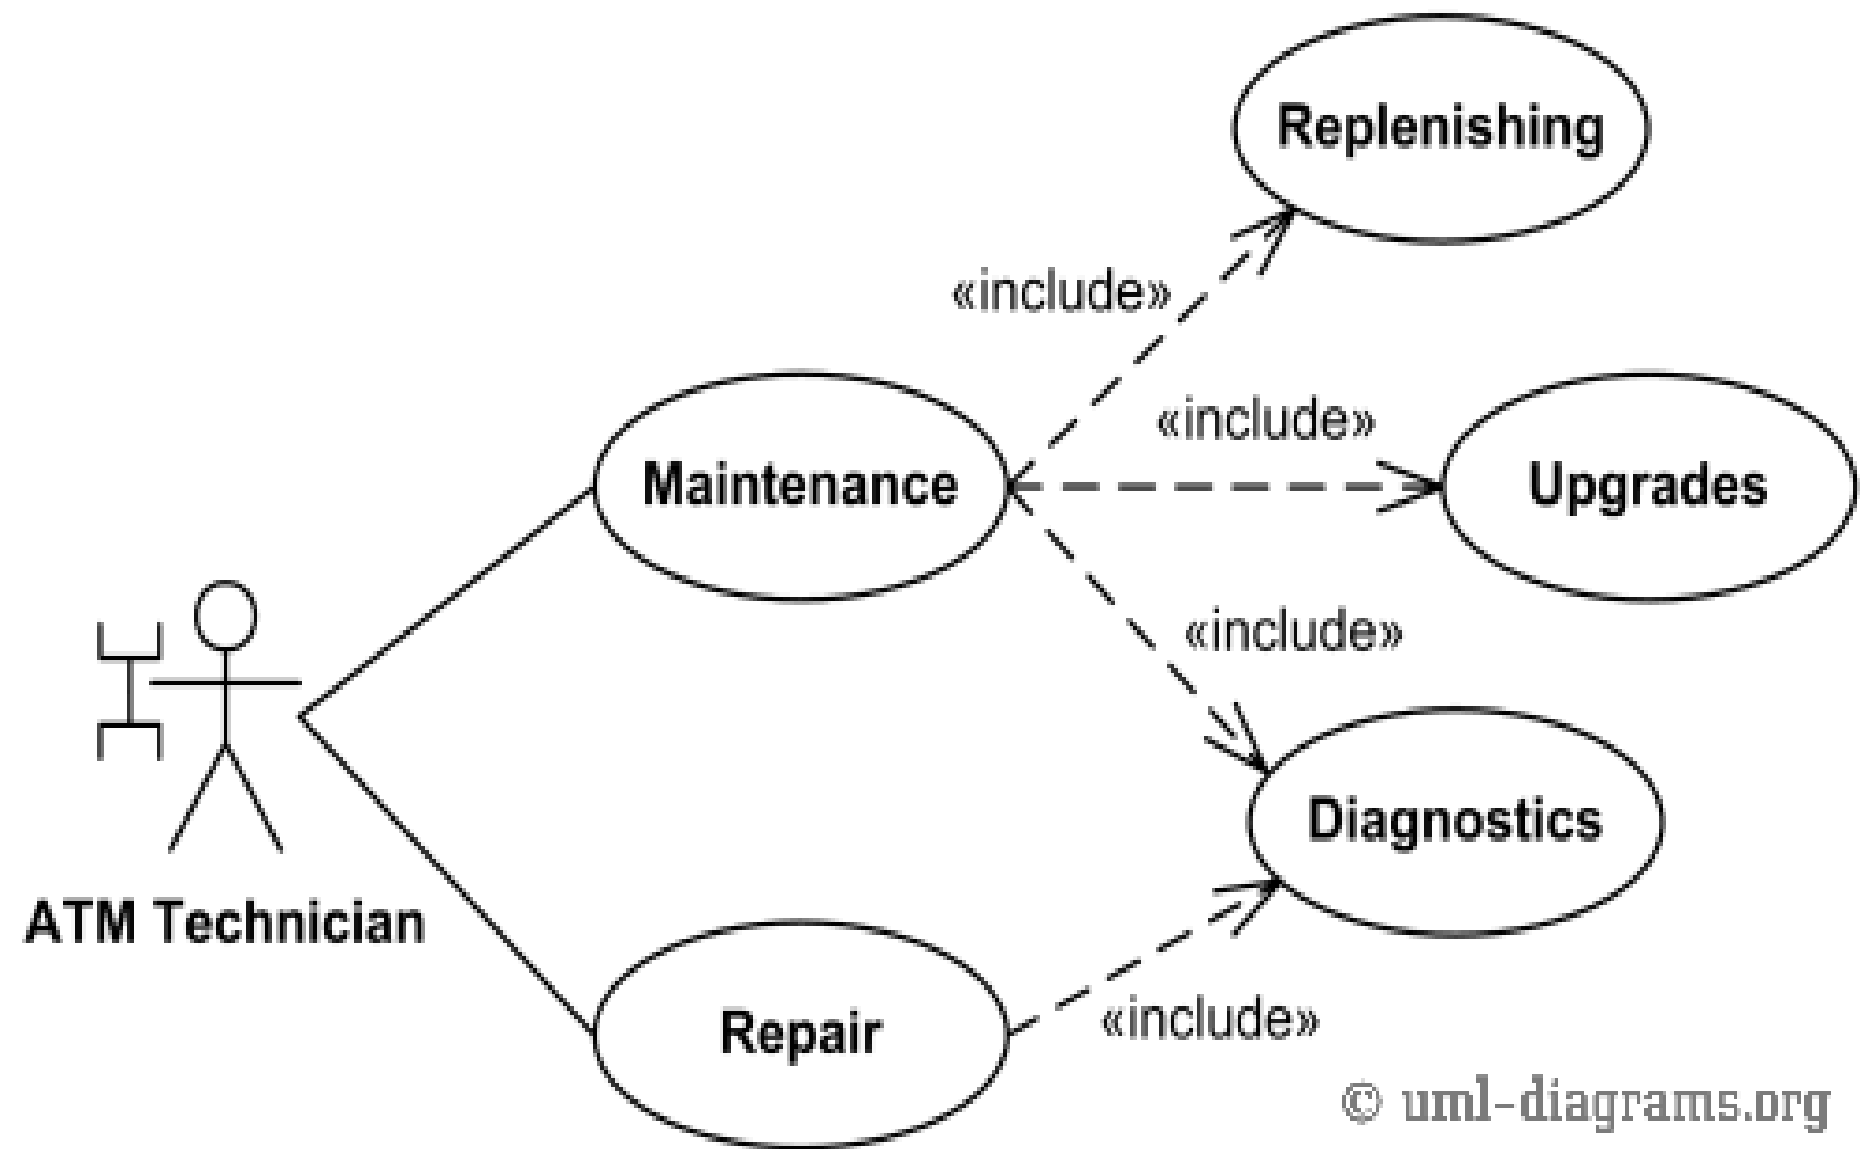 Replenishing
«include»
«include»
Maintenance
Upgrades
«include»
Diagnostics
ATM Technician
«include»
Repair
© uml-diagrams.org